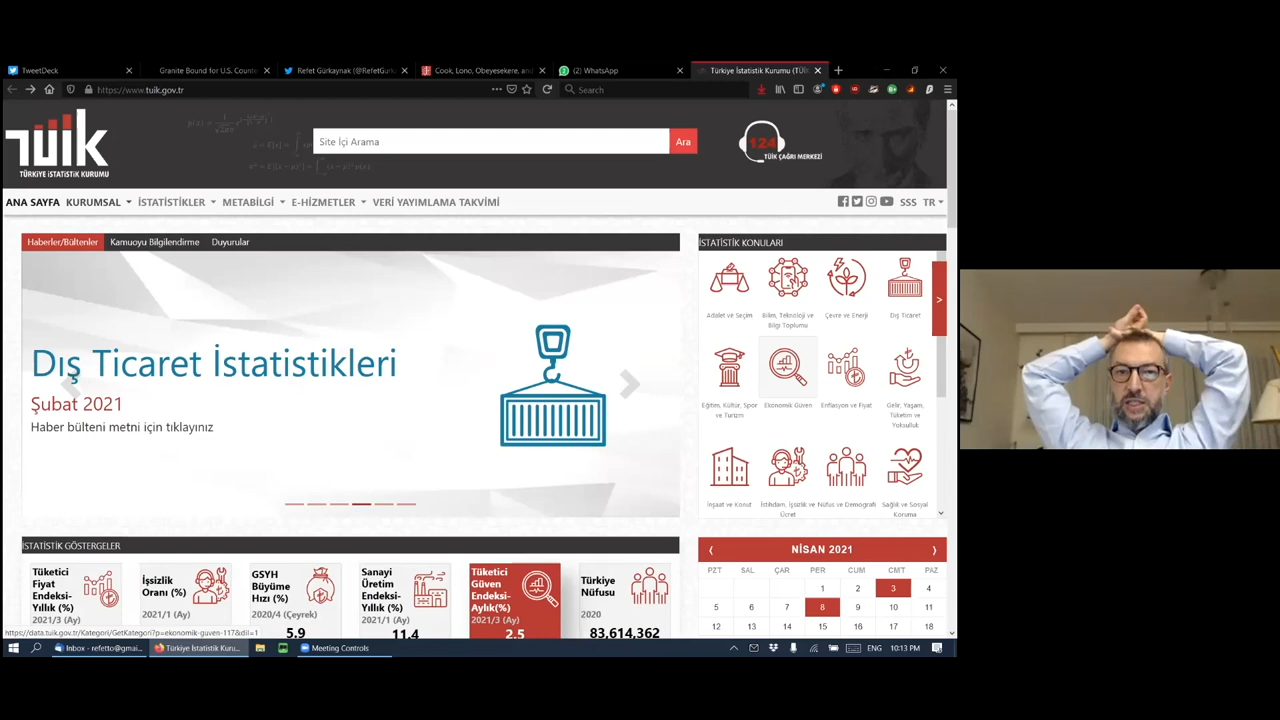 TweetDeck
Granite Bound for U.S. Counte
Refet Gürkaynak (@RefetGurk
Cook, Lono, Obeyesekere, and
(2) WhatsApp
Türkiye İstatistik Kurumu (TÜİK
https://www.tuik.gov.tr
Search
TÜİK
TÜRKİYE İSTATİSTİK KURUMU
Site İçi Arama
Ara
124
TÜİK ÇAĞRI MERKEZİ
ANA SAYFA KURUMSAL İSTATİSTİKLER METABİLGİ E-HİZMETLER VERİ YAYIMLAMA TAKVİMİ
SSS TR
Haberler/Bültenler Kamuoyu Bilgilendirme Duyurular
Dış Ticaret İstatistikleri
Şubat 2021
Haber bülteni metni için tıklayınız
İSTATİSTİK KONULARI
Adalet ve Seçim
Bilim, Teknoloji ve
Bilgi Toplumu
Çevre ve Enerji
Dış Ticaret
Eğitim, Kültür, Spor
ve Turizm
Ekonomik Güven
Enflasyon ve Fiyat
Gelir, Yaşam,
Tüketim ve
Yoksulluk
İnşaat ve Konut
İstihdam, İşsizlik ve
Ücret
Nüfus ve Demografi
Sağlık ve Sosyal
Koruma
İSTATİSTİK GÖSTERGELER
Tüketici
Fiyat
Endeksi-
Yıllık (%)
2021/3 (Ay)
İşsizlik
Oranı (%)
2021/1 (Ay)
GSYH
Büyüme
Hızı (%)
2020/4 (Çeyrek)
5.9
Sanayi
Üretim
Endeksi-
Yıllık (%)
2021/1 (Ay)
11.4
Tüketici
Güven
Endeksi-
Aylık(%)
2021/3 (Ay)
2.5
Türkiye
Nüfusu
2020
83,614,362
NİSAN 2021
PZT SAL ÇAR PER CUM CMT PAZ
1 2 3 4
5 6 7 8 9 10 11
12 13 14 15 16 17 18
https://data.tuik.gov.tr/Kategori/GetKategori?p=ekonomik-guven-117&dil=1
Inbox - refetto@gmai...
Türkiye İstatistik Kuru...
Meeting Controls
ENG
10:13 PM